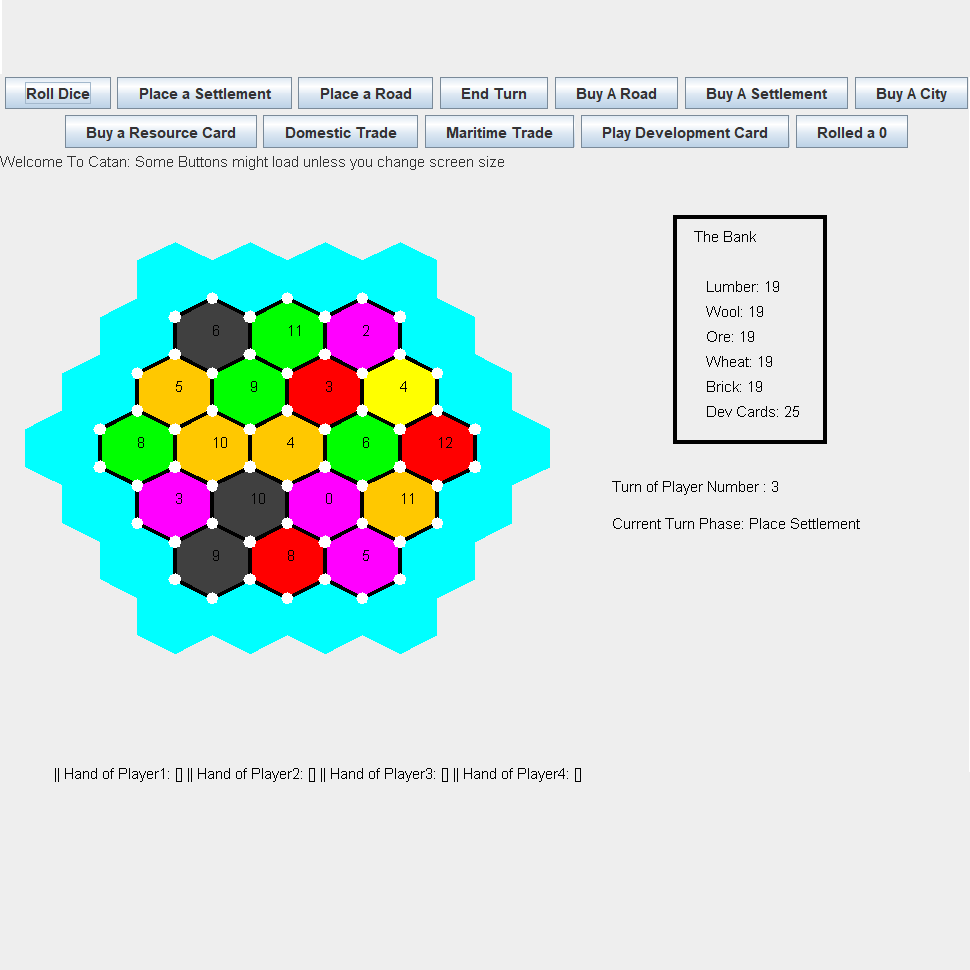 Roll Dice Place a Settlement Place a Road End Turn Buy A Road Buy A Settlement Buy A City
Buy a Resource Card Domestic Trade Maritime Trade Play Development Card Rolled a 0
Welcome To Catan: Some Buttons might load unless you change screen size
The Bank
Lumber: 19
Wool: 19
Ore: 19
Wheat: 19
Brick: 19
Dev Cards: 25
6 11 2
5 9 3 4
8 10 4 6 12
3 10 0 11
9 8 5
Turn of Player Number : 3
Current Turn Phase: Place Settlement
|| Hand of Player1: [] || Hand of Player2: [] || Hand of Player3: [] || Hand of Player4: []